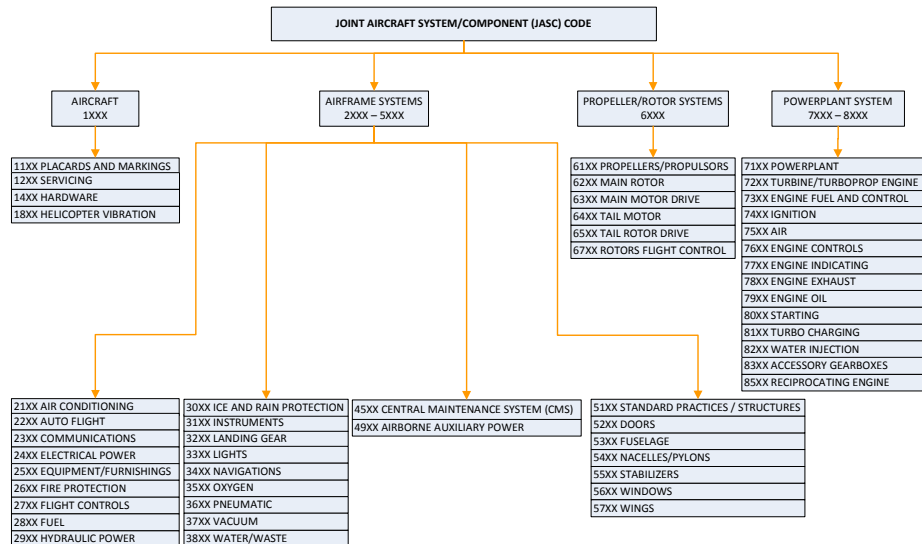 JOINT AIRCRAFT SYSTEM/COMPONENT (JASC) CODE
AIRCRAFT
1XXX
AIRFRAME SYSTEMS
2XXX – 5XXX
PROPELLER/ROTOR SYSTEMS
6XXX
POWERPLANT SYSTEM
7XXX – 8XXX
11XX PLACARDS AND MARKINGS
12XX SERVICING
14XX HARDWARE
18XX HELICOPTER VIBRATION
61XX PROPELLERS/PROPULSORS
62XX MAIN ROTOR
63XX MAIN MOTOR DRIVE
64XX TAIL MOTOR
65XX TAIL ROTOR DRIVE
67XX ROTORS FLIGHT CONTROL
71XX POWERPLANT
72XX TURBINE/TURBOPROP ENGINE
73XX ENGINE FUEL AND CONTROL
74XX IGNITION
75XX AIR
76XX ENGINE CONTROLS
77XX ENGINE INDICATING
78XX ENGINE EXHAUST
79XX ENGINE OIL
80XX STARTING
81XX TURBO CHARGING
82XX WATER INJECTION
83XX ACCESSORY GEARBOXES
85XX RECIPROCATING ENGINE
21XX AIR CONDITIONING
22XX AUTO FLIGHT
23XX COMMUNICATIONS
24XX ELECTRICAL POWER
25XX EQUIPMENT/FURNISHINGS
26XX FIRE PROTECTION
27XX FLIGHT CONTROLS
28XX FUEL
29XX HYDRAULIC POWER
30XX ICE AND RAIN PROTECTION
31XX INSTRUMENTS
32XX LANDING GEAR
33XX LIGHTS
34XX NAVIGATIONS
35XX OXYGEN
36XX PNEUMATIC
37XX VACUUM
38XX WATER/WASTE
45XX CENTRAL MAINTENANCE SYSTEM (CMS)
49XX AIRBORNE AUXILIARY POWER
51XX STANDARD PRACTICES / STRUCTURES
52XX DOORS
53XX FUSELAGE
54XX NACELLES/PYLONS
55XX STABILIZERS
56XX WINDOWS
57XX WINGS